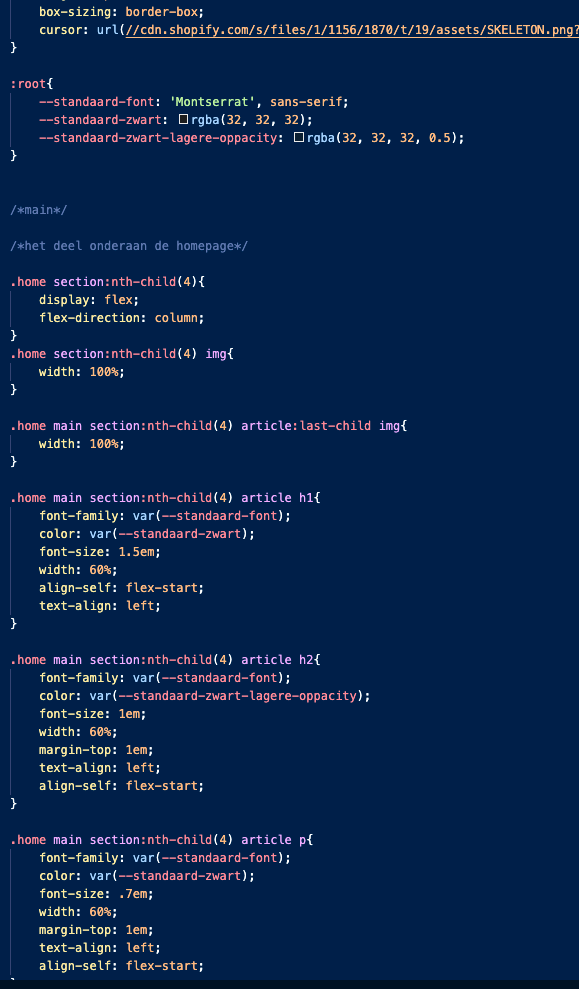 box-sizing: border-box;
cursor: url(//cdn.shopify.com/s/files/1/1156/1870/t/19/assets/SKELETON.png?
}
:root{
--standaard-font: 'Montserrat', sans-serif;
--standaard-zwart: rgba(32, 32, 32);
--standaard-zwart-lagere-oppacity: rgba(32, 32, 32, 0.5);
}
/*main*/
/*het deel onderaan de homepage*/
.home section:nth-child(4){
display: flex;
flex-direction: column;
}
.home section:nth-child(4) img{
width: 100%;
}
.home main section:nth-child(4) article:last-child img{
width: 100%;
}
.home main section:nth-child(4) article h1{
font-family: var(--standaard-font);
color: var(--standaard-zwart);
font-size: 1.5em;
width: 60%;
align-self: flex-start;
text-align: left;
}
.home main section:nth-child(4) article h2{
font-family: var(--standaard-font);
color: var(--standaard-zwart-lagere-oppacity);
font-size: 1em;
width: 60%;
margin-top: 1em;
text-align: left;
align-self: flex-start;
}
.home main section:nth-child(4) article p{
font-family: var(--standaard-font);
color: var(--standaard-zwart);
font-size: .7em;
width: 60%;
margin-top: 1em;
text-align: left;
align-self: flex-start;